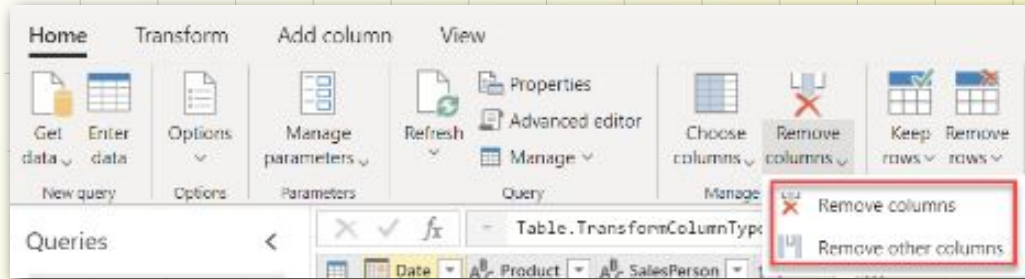 Home Transform Add column View
Properties
Advanced editor
Manage
Get data
Enter data
Options
Manage parameters
Refresh
Choose columns
Remove columns
Keep rows
Remove rows
New query Options Parameters Query Manage
Remove columns
Remove other columns
Queries
fx = Table.TransformColumnType
Date ABC Product ABC SalesPerson